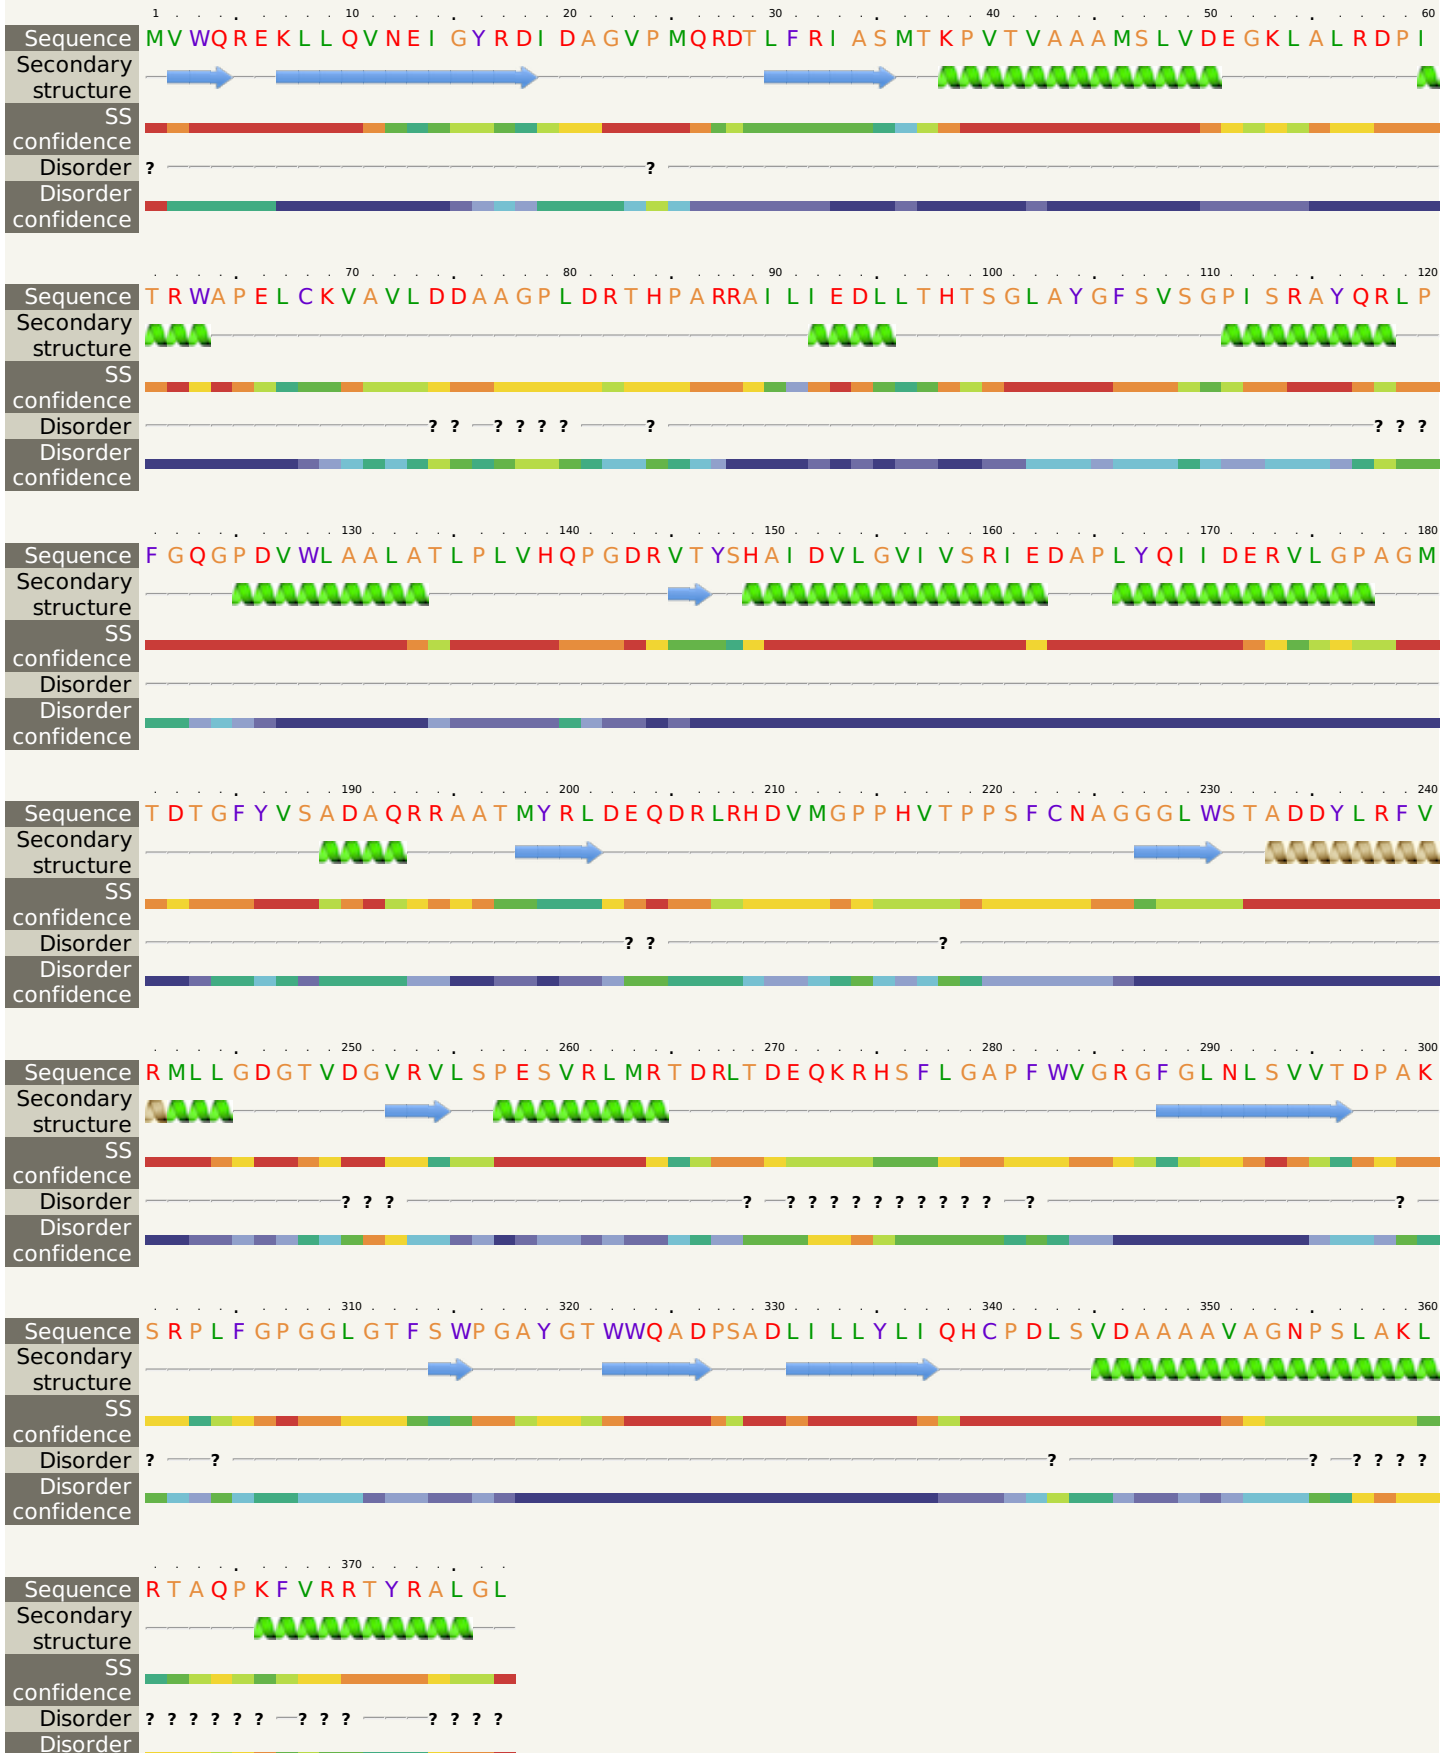 1 10 20 30 40 50 60
Sequence MVWQREKLLQVNEIGYRDIDAGVPMQRDTLFRIASMTKPVTVAAAMSLVDEGKLALRDPI
Secondary
structure
SS
confidence
Disorder ? ?
Disorder
confidence
70 80 90 100 110 120
Sequence TRWAPELCKVAVLDDAAGPLDRTHPARRAILIEDLLTHTSGLAYGFSVSGPISRAYQRLP
Secondary
structure
SS
confidence
Disorder ? ? ? ? ? ? ? ? ? ?
Disorder
confidence
130 140 150 160 170 180
Sequence FGQGPDVWLAALATLPLVHQPGDRVTYSHAIDVLGVIVSRIEDAPLYQIIDERVLGPAGM
Secondary
structure
SS
confidence
Disorder
Disorder
confidence
190 200 210 220 230 240
Sequence TDTGFYVSADAQRRAATMYRLDEQDRLRHDVMGPPHVTPPSFCNAGGGLWSTADDYLRFV
Secondary
structure
SS
confidence
Disorder ? ? ?
Disorder
confidence
250 260 270 280 290 300
Sequence RMLLGDGTVDGVRVLSPESVRLMRTDRLTDEQKRHSFLGAPFWVGRGFGLNLSVVTDPAK
Secondary
structure
SS
confidence
Disorder ? ? ? ? ? ? ? ? ? ? ? ? ? ? ?
Disorder
confidence
310 320 330 340 350 360
Sequence SRPLFGPGGLGTFSWPGAYGTWWQADPSADLILLYLIQHCPDLSVDAAAAVAGNPSLAKL
Secondary
structure
SS
confidence
Disorder ? ? ? ? ? ? ? ?
Disorder
confidence
370
Sequence RTAQPKFVRRTYRALGL
Secondary
structure
SS
confidence
Disorder ? ? ? ? ? ? ? ? ? ? ? ? ?
Disorder